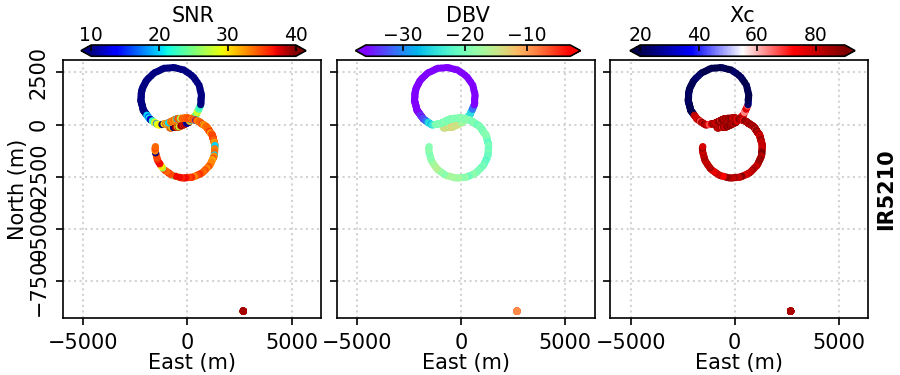 SNR DBV Xc
10 20 30 40 −30 −20 −10 20 40 60 80
2500
0
−2500
−5000
−7500
North (m)
IR5210
−5000 0 5000 −5000 0 5000 −5000 0 5000
East (m) East (m) East (m)